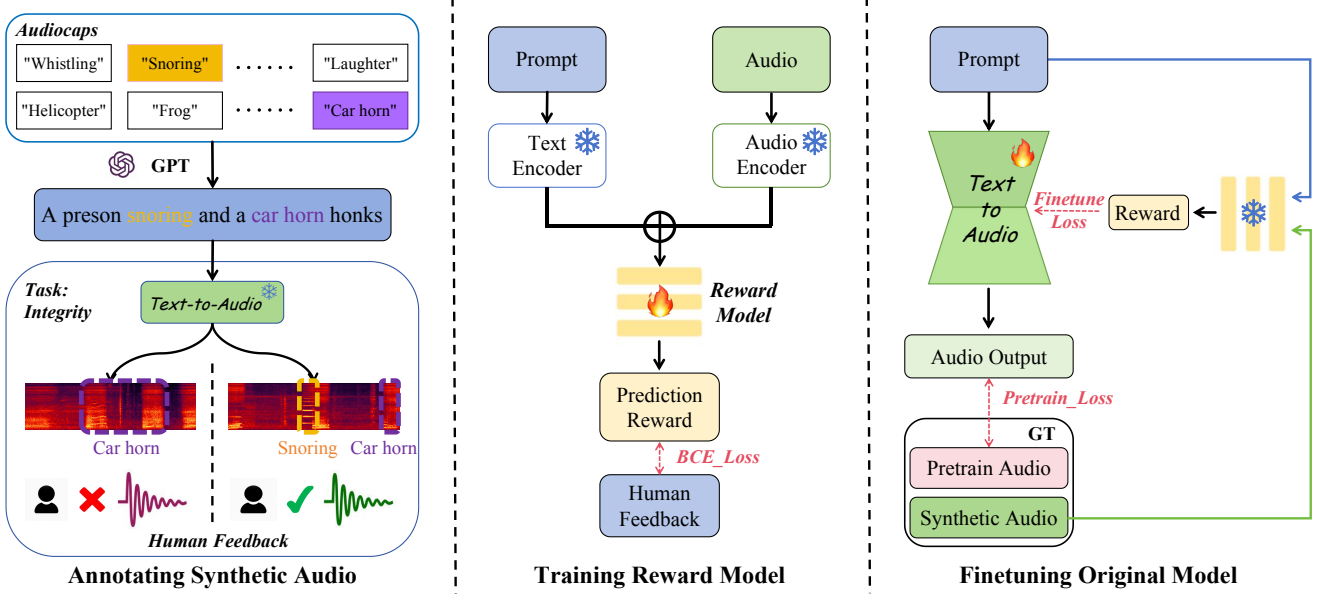 Audiocaps
"Whistling" "Snoring" ...... "Laughter"
"Helicopter" "Frog" ...... "Car horn"
GPT
A preson snoring and a car horn honks
Task:
Integrity
Text-to-Audio
Car horn
Snoring
Car horn
Human Feedback
Annotating Synthetic Audio
Prompt
Audio
Text
Encoder
Audio
Encoder
Reward
Model
Prediction
Reward
BCE_Loss
Human
Feedback
Training Reward Model
Prompt
Text
to
Audio
Finetune
Loss
Reward
Audio Output
Pretrain_Loss
GT
Pretrain Audio
Synthetic Audio
Finetuning Original Model